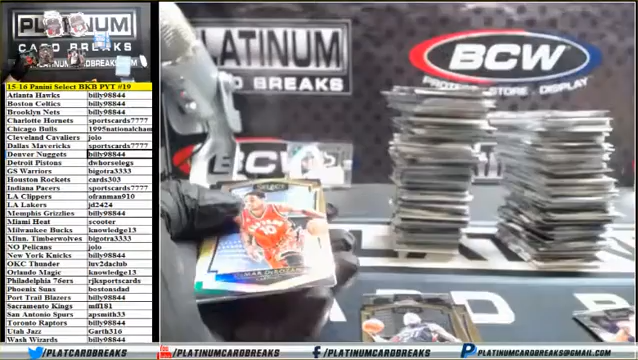 PLATINUM
CARD BREAKS
PLATINUM
CARD BREAKS
BCW
STORE DISPLAY
15-16 Panini Select BKB PYT #19
Atlanta Hawks billy98844
Boston Celtics billy98844
Brooklyn Nets billy98844
Charlotte Hornets sportscards7777
Chicago Bulls 1995nationalcham
Cleveland Cavaliers jolo
Dallas Mavericks sportscards7777
Denver Nuggets billy98844
Detroit Pistons dwhorselegs
GS Warriors bigotra3333
Houston Rockets cards303
Indiana Pacers sportscards7777
LA Clippers ofranman910
LA Lakers jd2424
Memphis Grizzlies billy98844
Miami Heat scooter
Milwaukee Bucks knowledge13
Minn. Timberwolves bigotra3333
NO Pelicans jolo
New York Knicks billy98844
OKC Thunder luv2daclub
Orlando Magic knowledge13
Philadelphia 76ers rjksportscards
Phoenix Suns bostonsdad
Port Trail Blazers billy98844
Sacramento Kings mff181
San Antonio Spurs apsmith33
Toronto Raptors billy98844
Utah Jazz Garth316
Wash Wizards billy98844
SELECT
10
/PLATCARDBREAKS
/PLATINUMCARDBREAKS
/PLATINUMCARDBREAKS
@PLATINUMCARDBREAKS